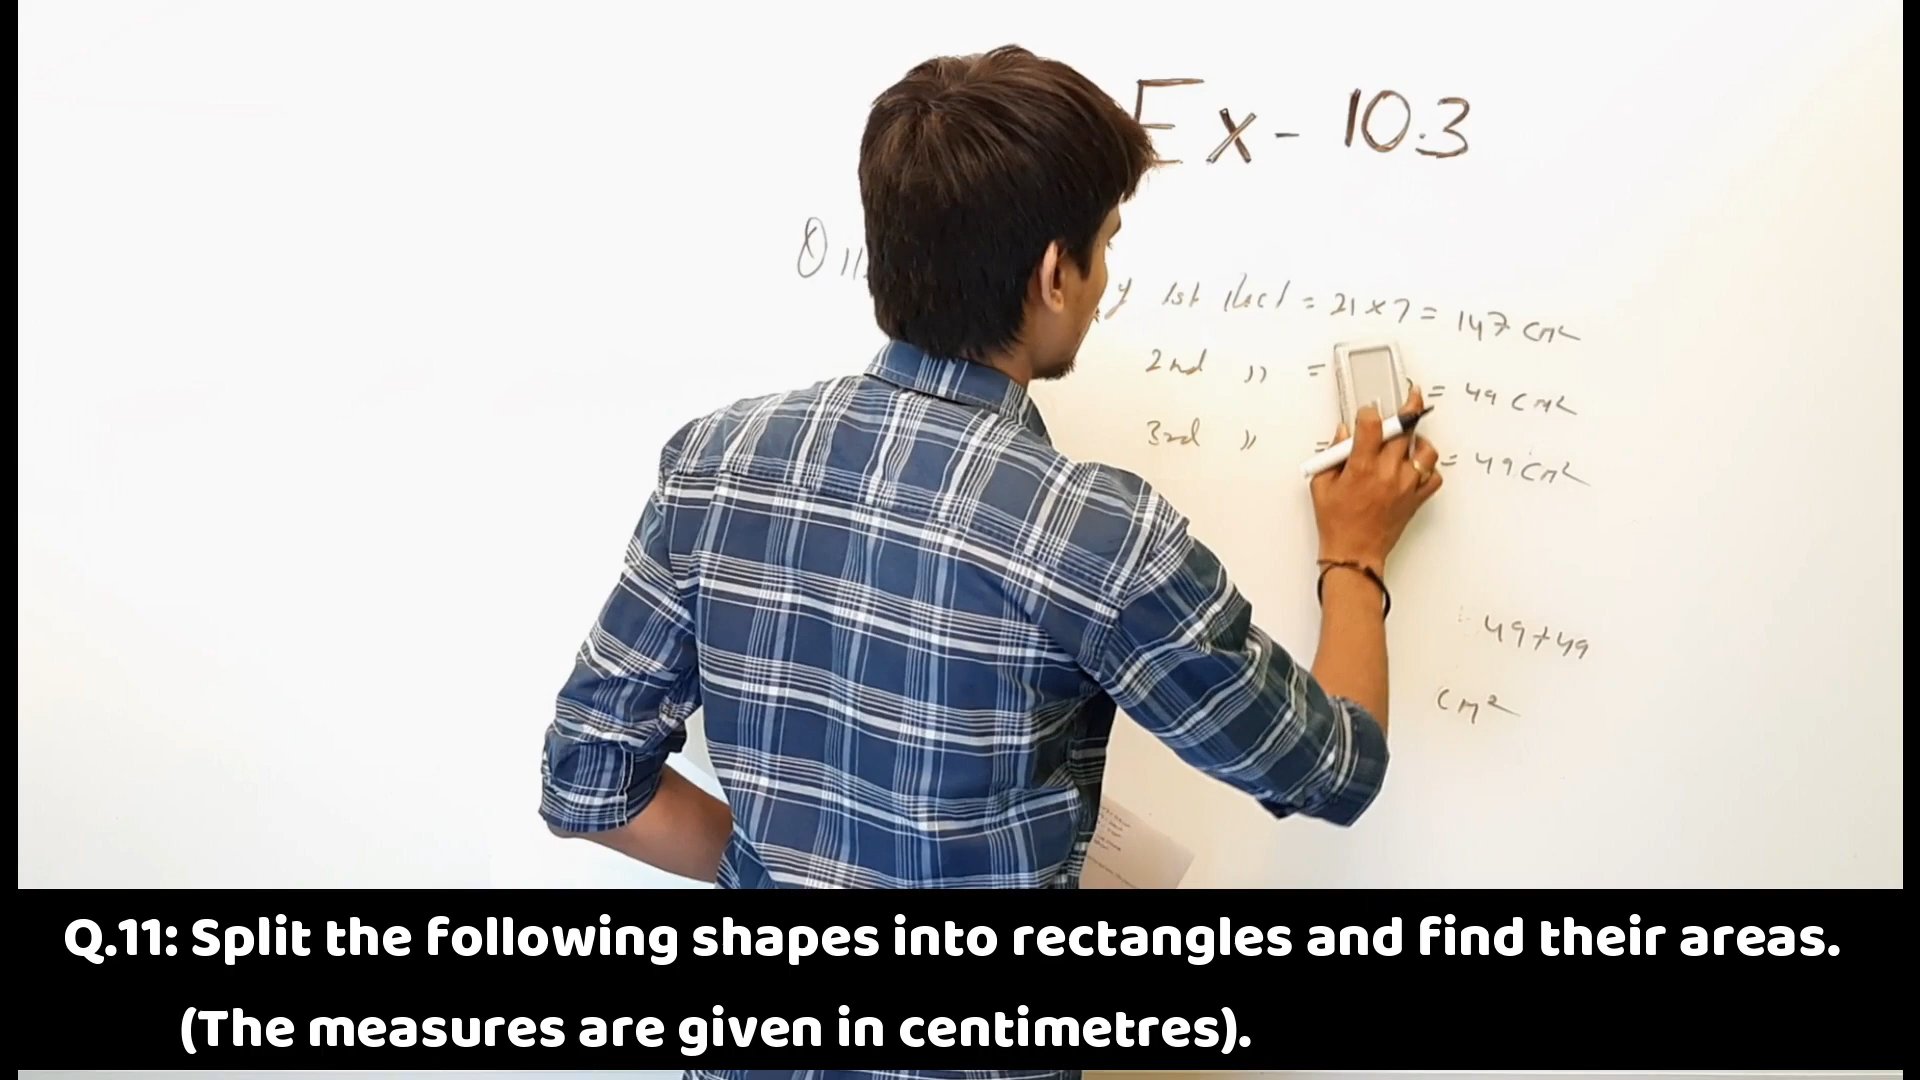 Ex - 10.3
Q 11
y 1st Rect = 21 x 7 = 147 cm²
2nd " = = 49 cm²
3rd " = = 49 cm²
49+49
cm²
Q.11: Split the following shapes into rectangles and find their areas.
(The measures are given in centimetres).